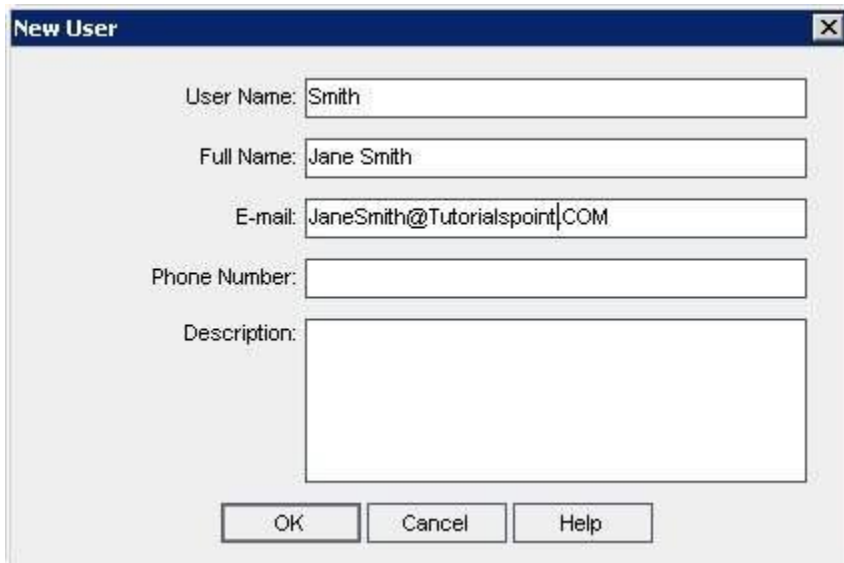 New User
User Name: Smith
Full Name: Jane Smith
E-mail: JaneSmith@Tutorialspoint.COM
Phone Number:
Description:
OK Cancel Help